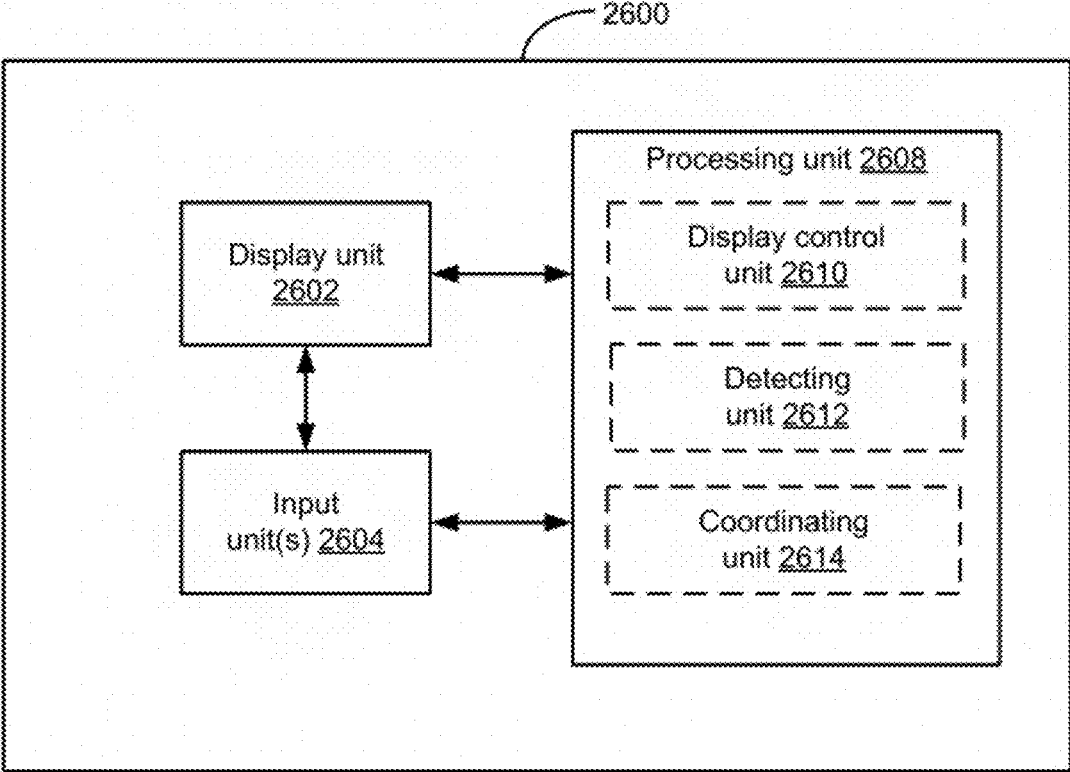 2600
Processing unit 2608
Display unit
2602
Display control
unit 2610
Detecting
unit 2612
Input
unit(s) 2604
Coordinating
unit 2614